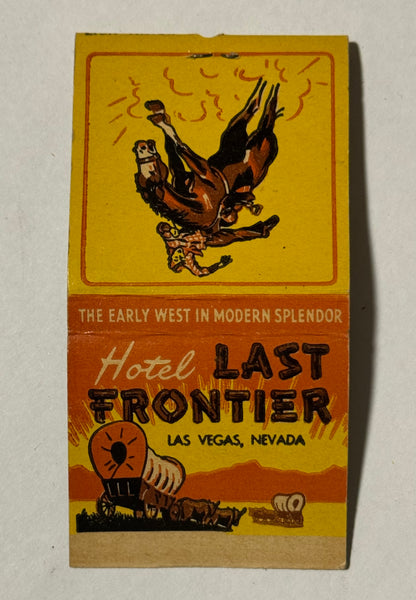 THE EARLY WEST IN MODERN SPLENDOR
Hotel LAST
FRONTIER
LAS VEGAS, NEVADA